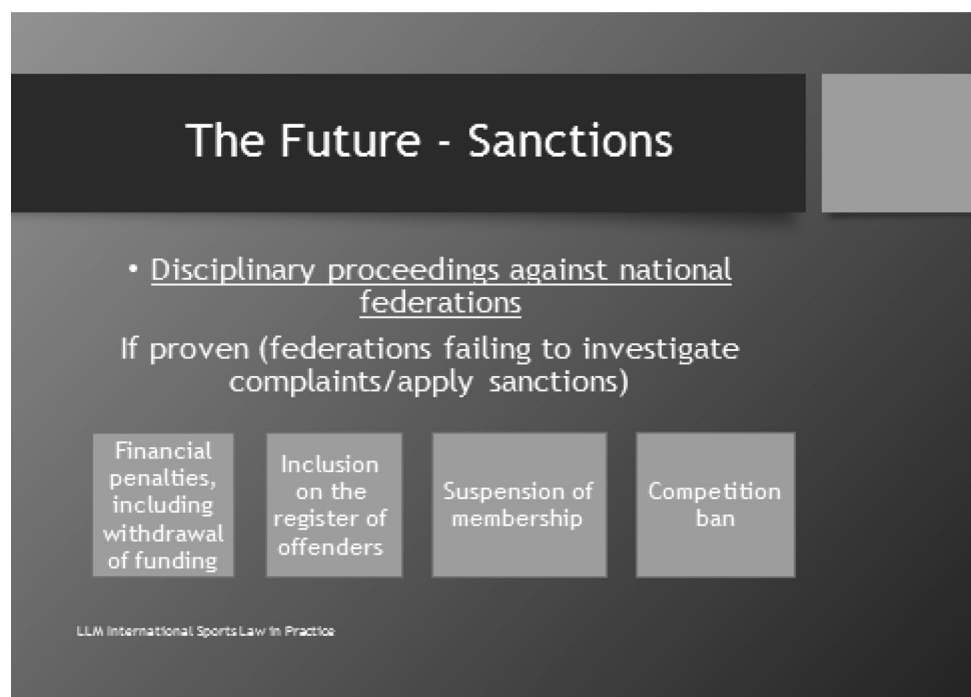 The Future - Sanctions
• Disciplinary proceedings against national
federations
If proven (federations failing to investigate
complaints/apply sanctions)
Financial
penalties,
including
withdrawal
of funding
Inclusion
on the
register of
offenders
Suspension of
membership
Competition
ban
LLM International Sports Law in Practice